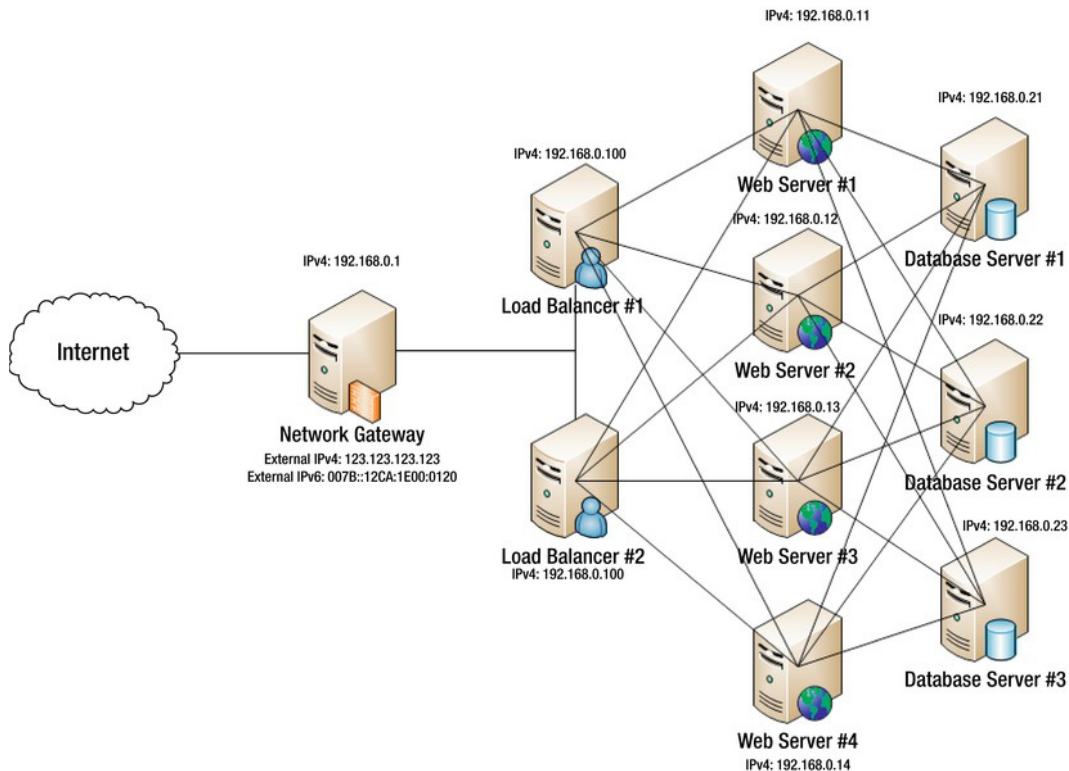 Internet
IPv4: 192.168.0.1
Network Gateway
External IPv4: 123.123.123.123
External IPv6: 007B::12CA:1E00:0120
IPv4: 192.168.0.100
Load Balancer #1
Load Balancer #2
IPv4: 192.168.0.100
IPv4: 192.168.0.11
Web Server #1
IPv4: 192.168.0.12
Web Server #2
IPv4: 192.168.0.13
Web Server #3
Web Server #4
IPv4: 192.168.0.14
IPv4: 192.168.0.21
Database Server #1
IPv4: 192.168.0.22
Database Server #2
IPv4: 192.168.0.23
Database Server #3